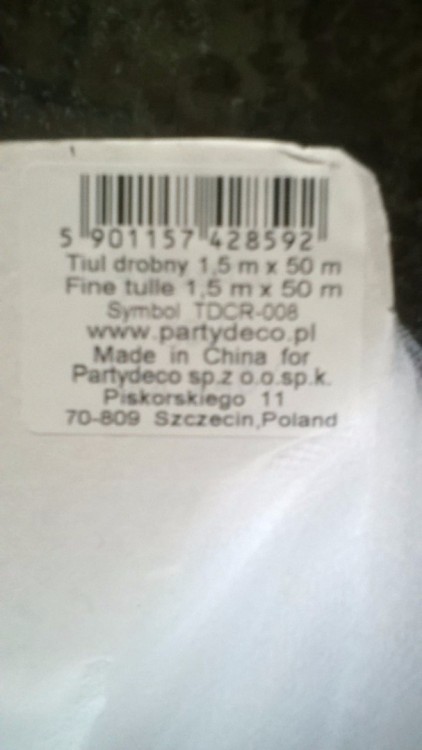 5 901157 428592
Tiul drobny 1,5 m x 50 m
Fine tulle 1,5 m x 50 m
Symbol TDCR-008
www.partydeco.pl
Made in China for
Partydeco sp.z o.o.sp.k.
Piskorskiego 11
70-809 Szczecin,Poland